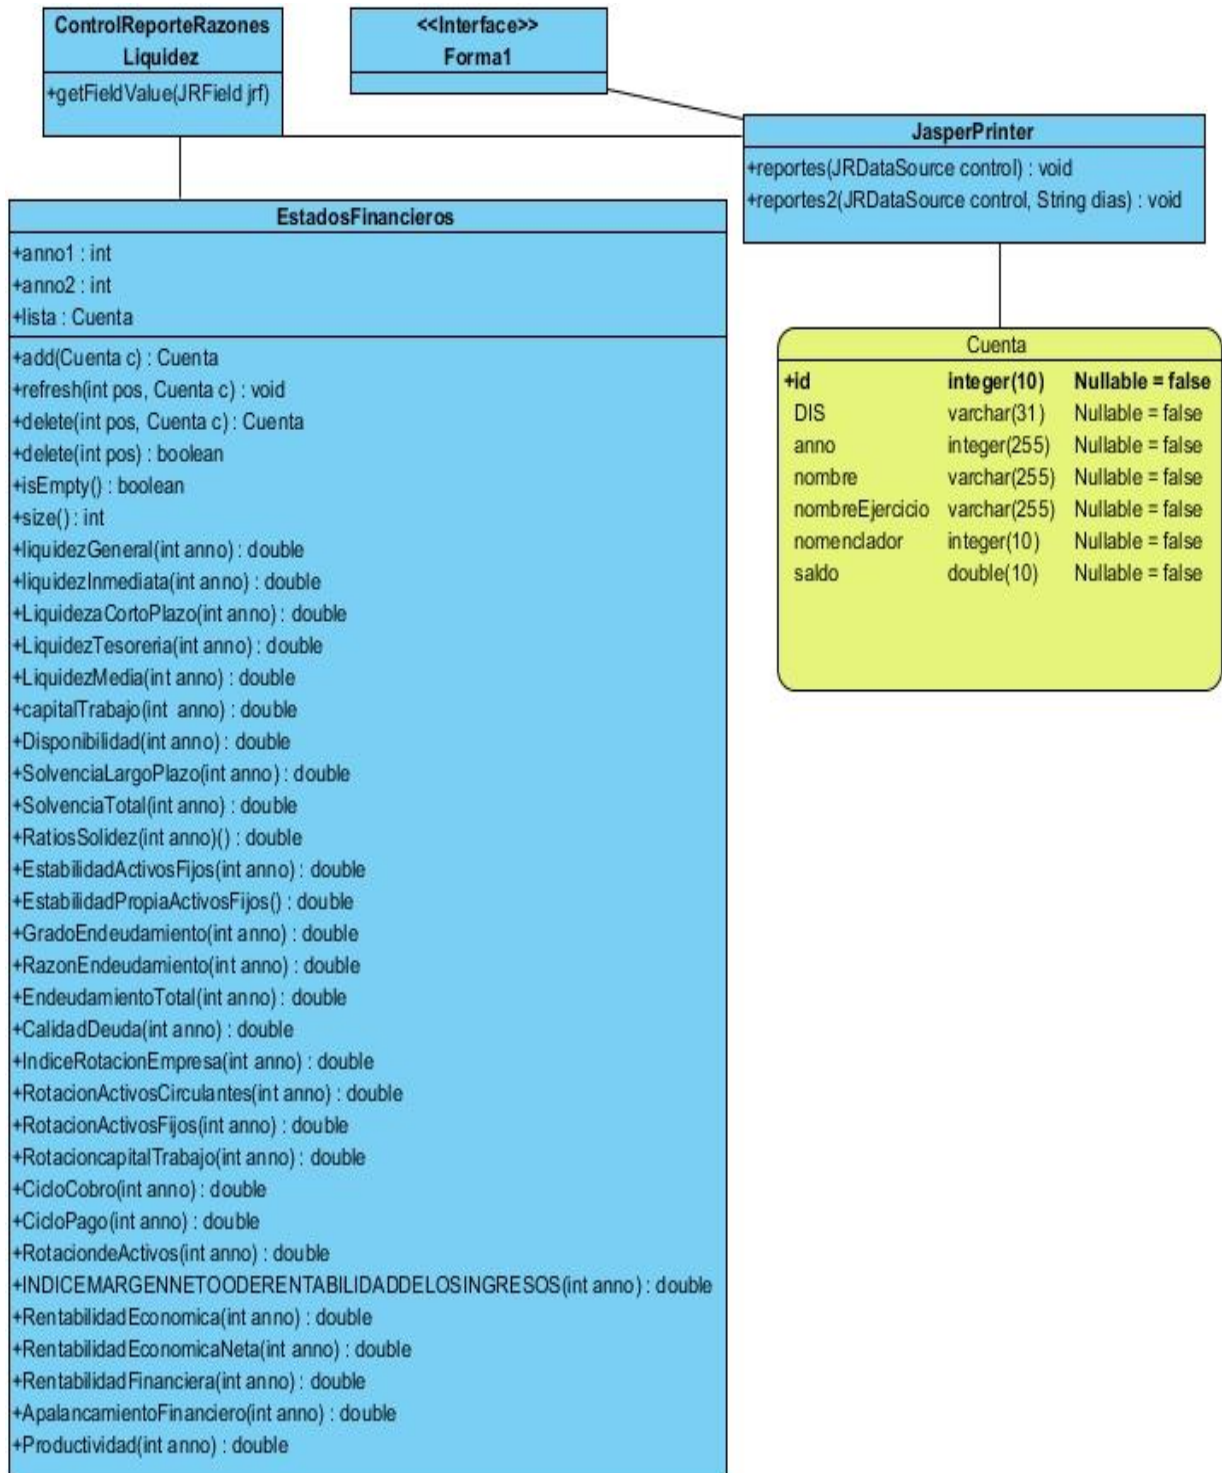 ControlReporteRazones
Liquidez
+getFieldValue(JRField jrf)
<<Interface>>
Forma1
JasperPrinter
+reportes(JRDataSource control) : void
+reportes2(JRDataSource control, String dias) : void
EstadosFinancieros
+anno1 : int
+anno2 : int
+lista : Cuenta
+add(Cuenta c) : Cuenta
+refresh(int pos, Cuenta c) : void
+delete(int pos, Cuenta c) : Cuenta
+delete(int pos) : boolean
+isEmpty() : boolean
+size() : int
+liquidezGeneral(int anno) : double
+liquidezInmediata(int anno) : double
+LiquidezaCortoPlazo(int anno) : double
+LiquidezTesoreria(int anno) : double
+LiquidezMedia(int anno) : double
+capitalTrabajo(int anno) : double
+Disponibilidad(int anno) : double
+SolvenciaLargoPlazo(int anno) : double
+SolvenciaTotal(int anno) : double
+RatiosSolidez(int anno)() : double
+EstabilidadActivosFijos(int anno) : double
+EstabilidadPropiaActivosFijos() : double
+GradoEndeudamiento(int anno) : double
+RazonEndeudamiento(int anno) : double
+EndeudamientoTotal(int anno) : double
+CalidadDeuda(int anno) : double
+IndiceRotacionEmpresa(int anno) : double
+RotacionActivosCirculantes(int anno) : double
+RotacionActivosFijos(int anno) : double
+RotacioncapitalTrabajo(int anno) : double
+CicloCobro(int anno) : double
+CicloPago(int anno) : double
+RotaciondeActivos(int anno) : double
+INDICEMARGENNETOODERENTABILIDADDELOSINGRESOS(int anno) : double
+RentabilidadEconomica(int anno) : double
+RentabilidadEconomicaNeta(int anno) : double
+RentabilidadFinanciera(int anno) : double
+ApalancamientoFinanciero(int anno) : double
+Productividad(int anno) : double
Cuenta
+id integer(10) Nullable = false
DIS varchar(31) Nullable = false
anno integer(255) Nullable = false
nombre varchar(255) Nullable = false
nombreEjercicio varchar(255) Nullable = false
nomenclador integer(10) Nullable = false
saldo double(10) Nullable = false